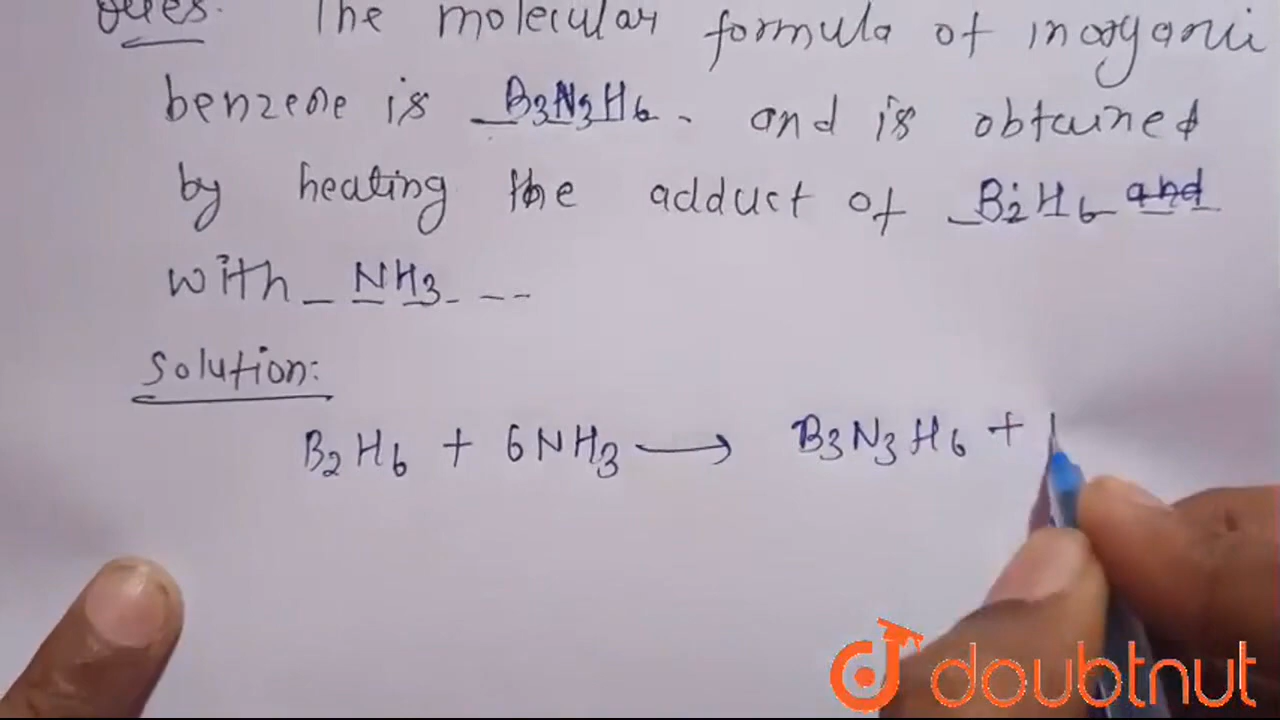 Ques. The molecular formula of inorganic
benzene is B3N3H6. and is obtained
by heating the adduct of B2H6 and
with NH3 ---
Solution:
B2H6 + 6NH3 → B3N3H6 +
doubtnut